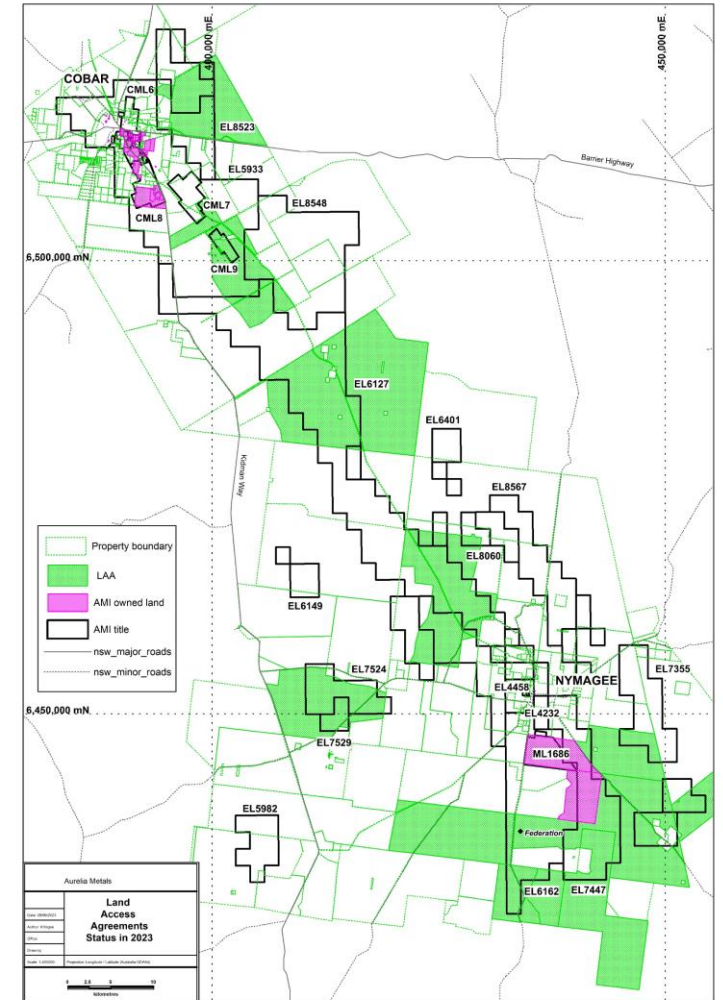 400,000 mE
450,000 mE
COBAR
CML6
EL8523
Barrier Highway
EL5933
EL8548
CML7
CML8
CML9
6,500,000 mN
EL6127
EL6401
Kidman Way
EL8567
Property boundary
LAA
AMI owned land
AMI title
nsw_major_roads
nsw_minor_roads
EL8060
EL6149
EL7524
EL7355
NYMAGEE
EL4458
6,450,000 mN
EL4232
EL7529
ML1686
EL5982
Federation
EL6162
EL7447
Aurelia Metals
Land
Access
Agreements
Status in 2023
kilometres